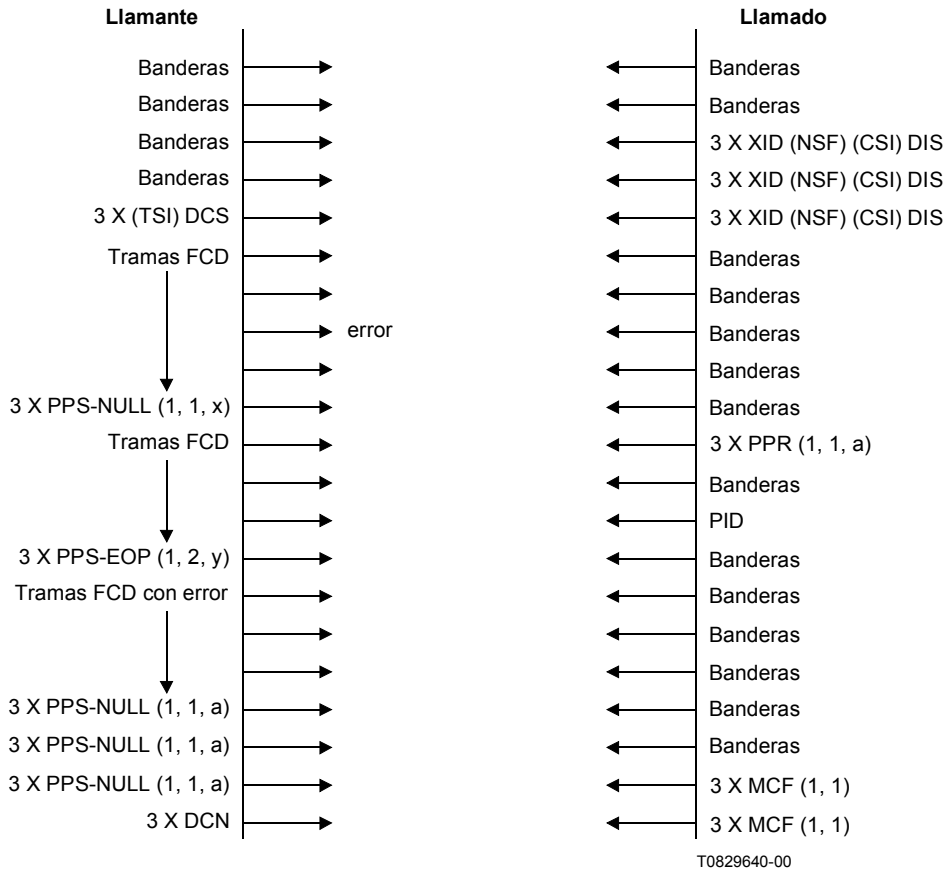 Llamante Llamado
Banderas Banderas
Banderas Banderas
Banderas 3 X XID (NSF) (CSI) DIS
Banderas 3 X XID (NSF) (CSI) DIS
3 X (TSI) DCS 3 X XID (NSF) (CSI) DIS
Tramas FCD Banderas
Banderas
error Banderas
Banderas
3 X PPS-NULL (1, 1, x) Banderas
Tramas FCD 3 X PPR (1, 1, a)
Banderas
PID
3 X PPS-EOP (1, 2, y) Banderas
Tramas FCD con error Banderas
Banderas
Banderas
3 X PPS-NULL (1, 1, a) Banderas
3 X PPS-NULL (1, 1, a) Banderas
3 X PPS-NULL (1, 1, a) 3 X MCF (1, 1)
3 X DCN 3 X MCF (1, 1)
T0829640-00